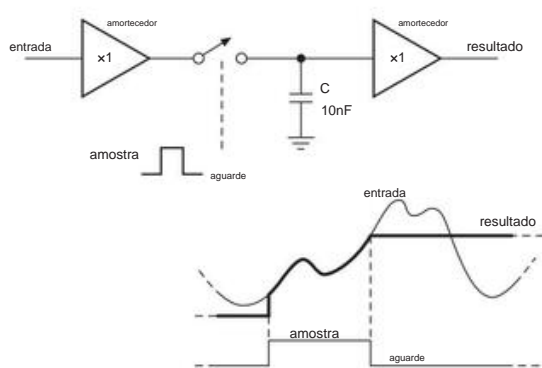 amortecedor
amortecedor
entrada
×1
×1
resultado
C
10nF
amostra
aguarde
entrada
resultado
amostra
aguarde